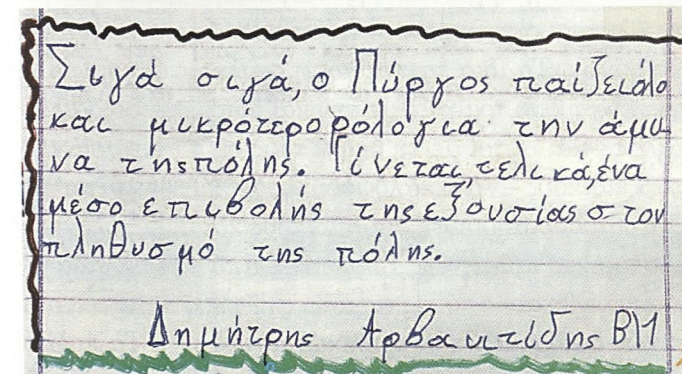 Σιγά σιγά, ο Πύργος παίζει όλο
και μικρότερο ρόλο για την άμυ-
να της πόλης. Γίνεται, τελικά, ένα
μέσο επιβολής της εξουσίας στον
πληθυσμό της πόλης.
Δημήτρης Αρβανιτίδης Β1